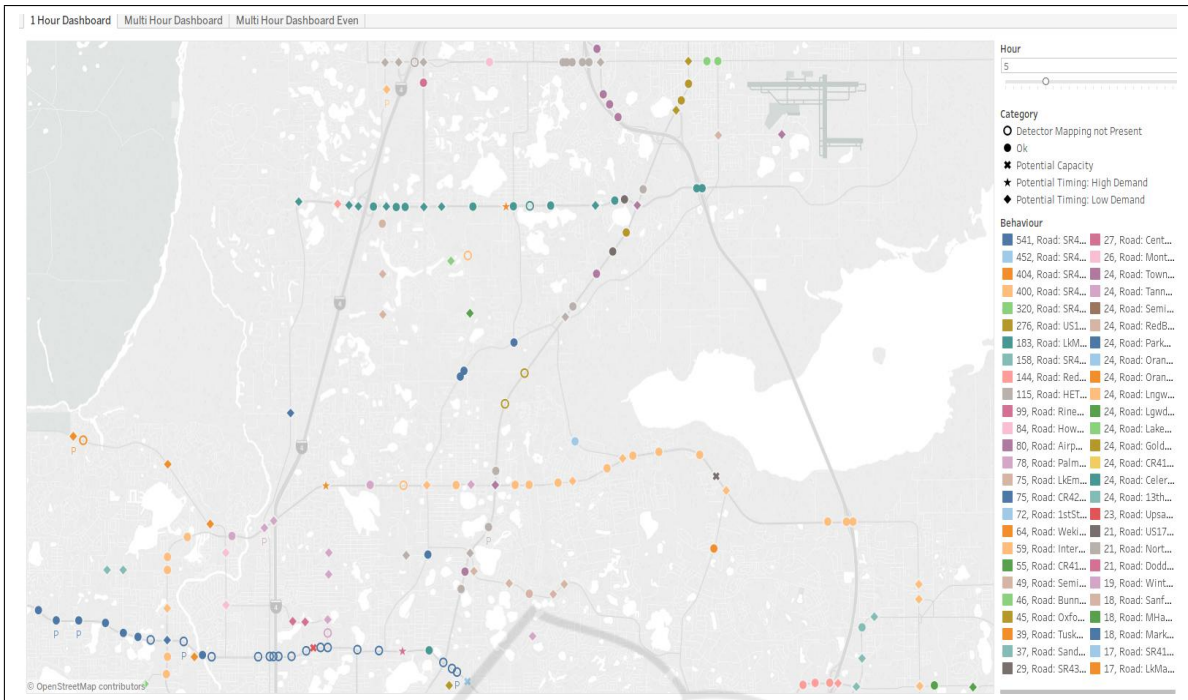 1 Hour Dashboard
Multi Hour Dashboard
Multi Hour Dashboard Even
Hour
5
Category
Detector Mapping not Present
Ok
Potential Capacity
Potential Timing: High Demand
Potential Timing: Low Demand
Behaviour
541, Road: SR4...
452, Road: SR4...
404, Road: SR4...
400, Road: SR4...
320, Road: SR4...
276, Road: US1...
183, Road: LkM...
158, Road: SR4...
144, Road: Red...
115, Road: HET...
99, Road: Rine...
84, Road: How...
80, Road: Airp...
78, Road: Palm...
75, Road: LkEm...
75, Road: CR42...
72, Road: 1stSt...
64, Road: Weki...
59, Road: Inter...
55, Road: CR41...
49, Road: Semi...
46, Road: Bunn...
45, Road: Oxfo...
39, Road: Tusk...
37, Road: Sand...
29, Road: SR43...
27, Road: Cent...
26, Road: Mont...
24, Road: Town...
24, Road: Tann...
24, Road: Semi...
24, Road: RedB...
24, Road: Park...
24, Road: Oran...
24, Road: Oran...
24, Road: Lngw...
24, Road: Lgwd...
24, Road: Lake...
24, Road: Gold...
24, Road: CR41...
24, Road: Celer...
24, Road: 13th...
23, Road: Upsa...
21, Road: US17...
21, Road: Nort...
21, Road: Dodd...
19, Road: Wint...
18, Road: Sanf...
18, Road: MHa...
18, Road: Mark...
17, Road: SR41...
17, Road: LkMa...
4
4
4
4
P
P
P
P
P
P
P
P
© OpenStreetMap contributors